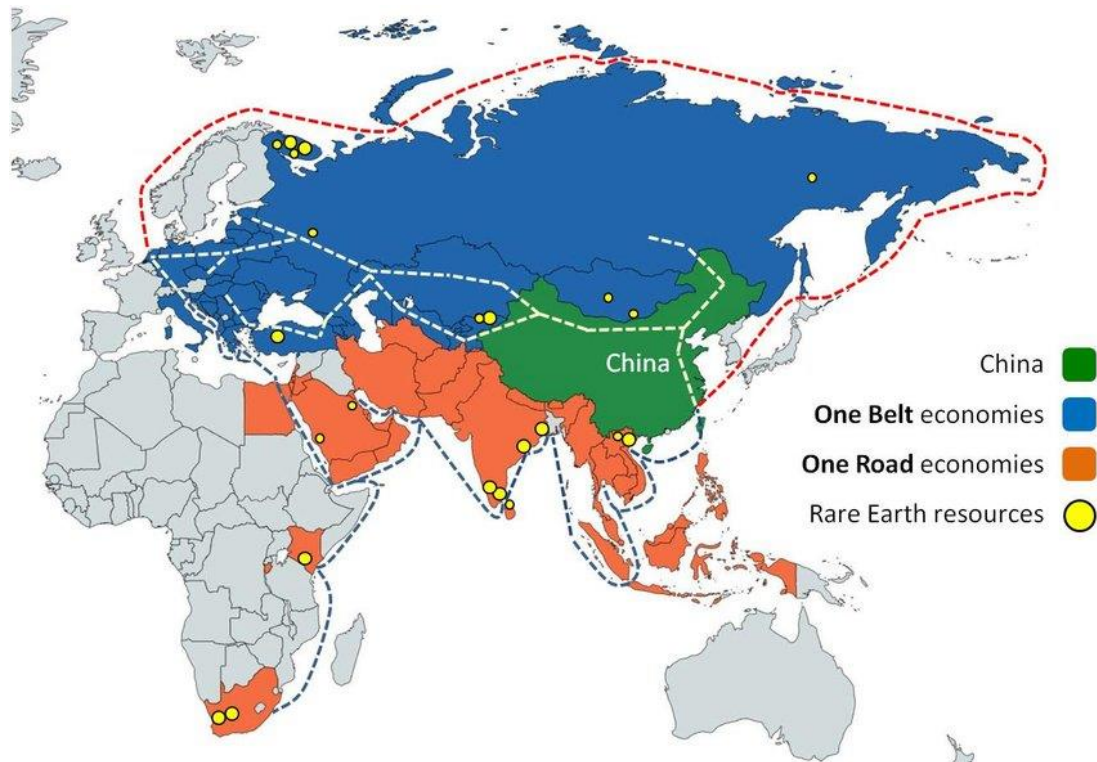 China
China
One Belt economies
One Road economies
Rare Earth resources